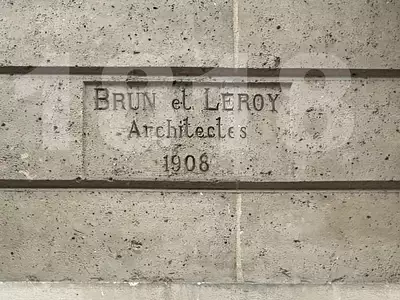 BRUN et LEROY
Architectes
1908